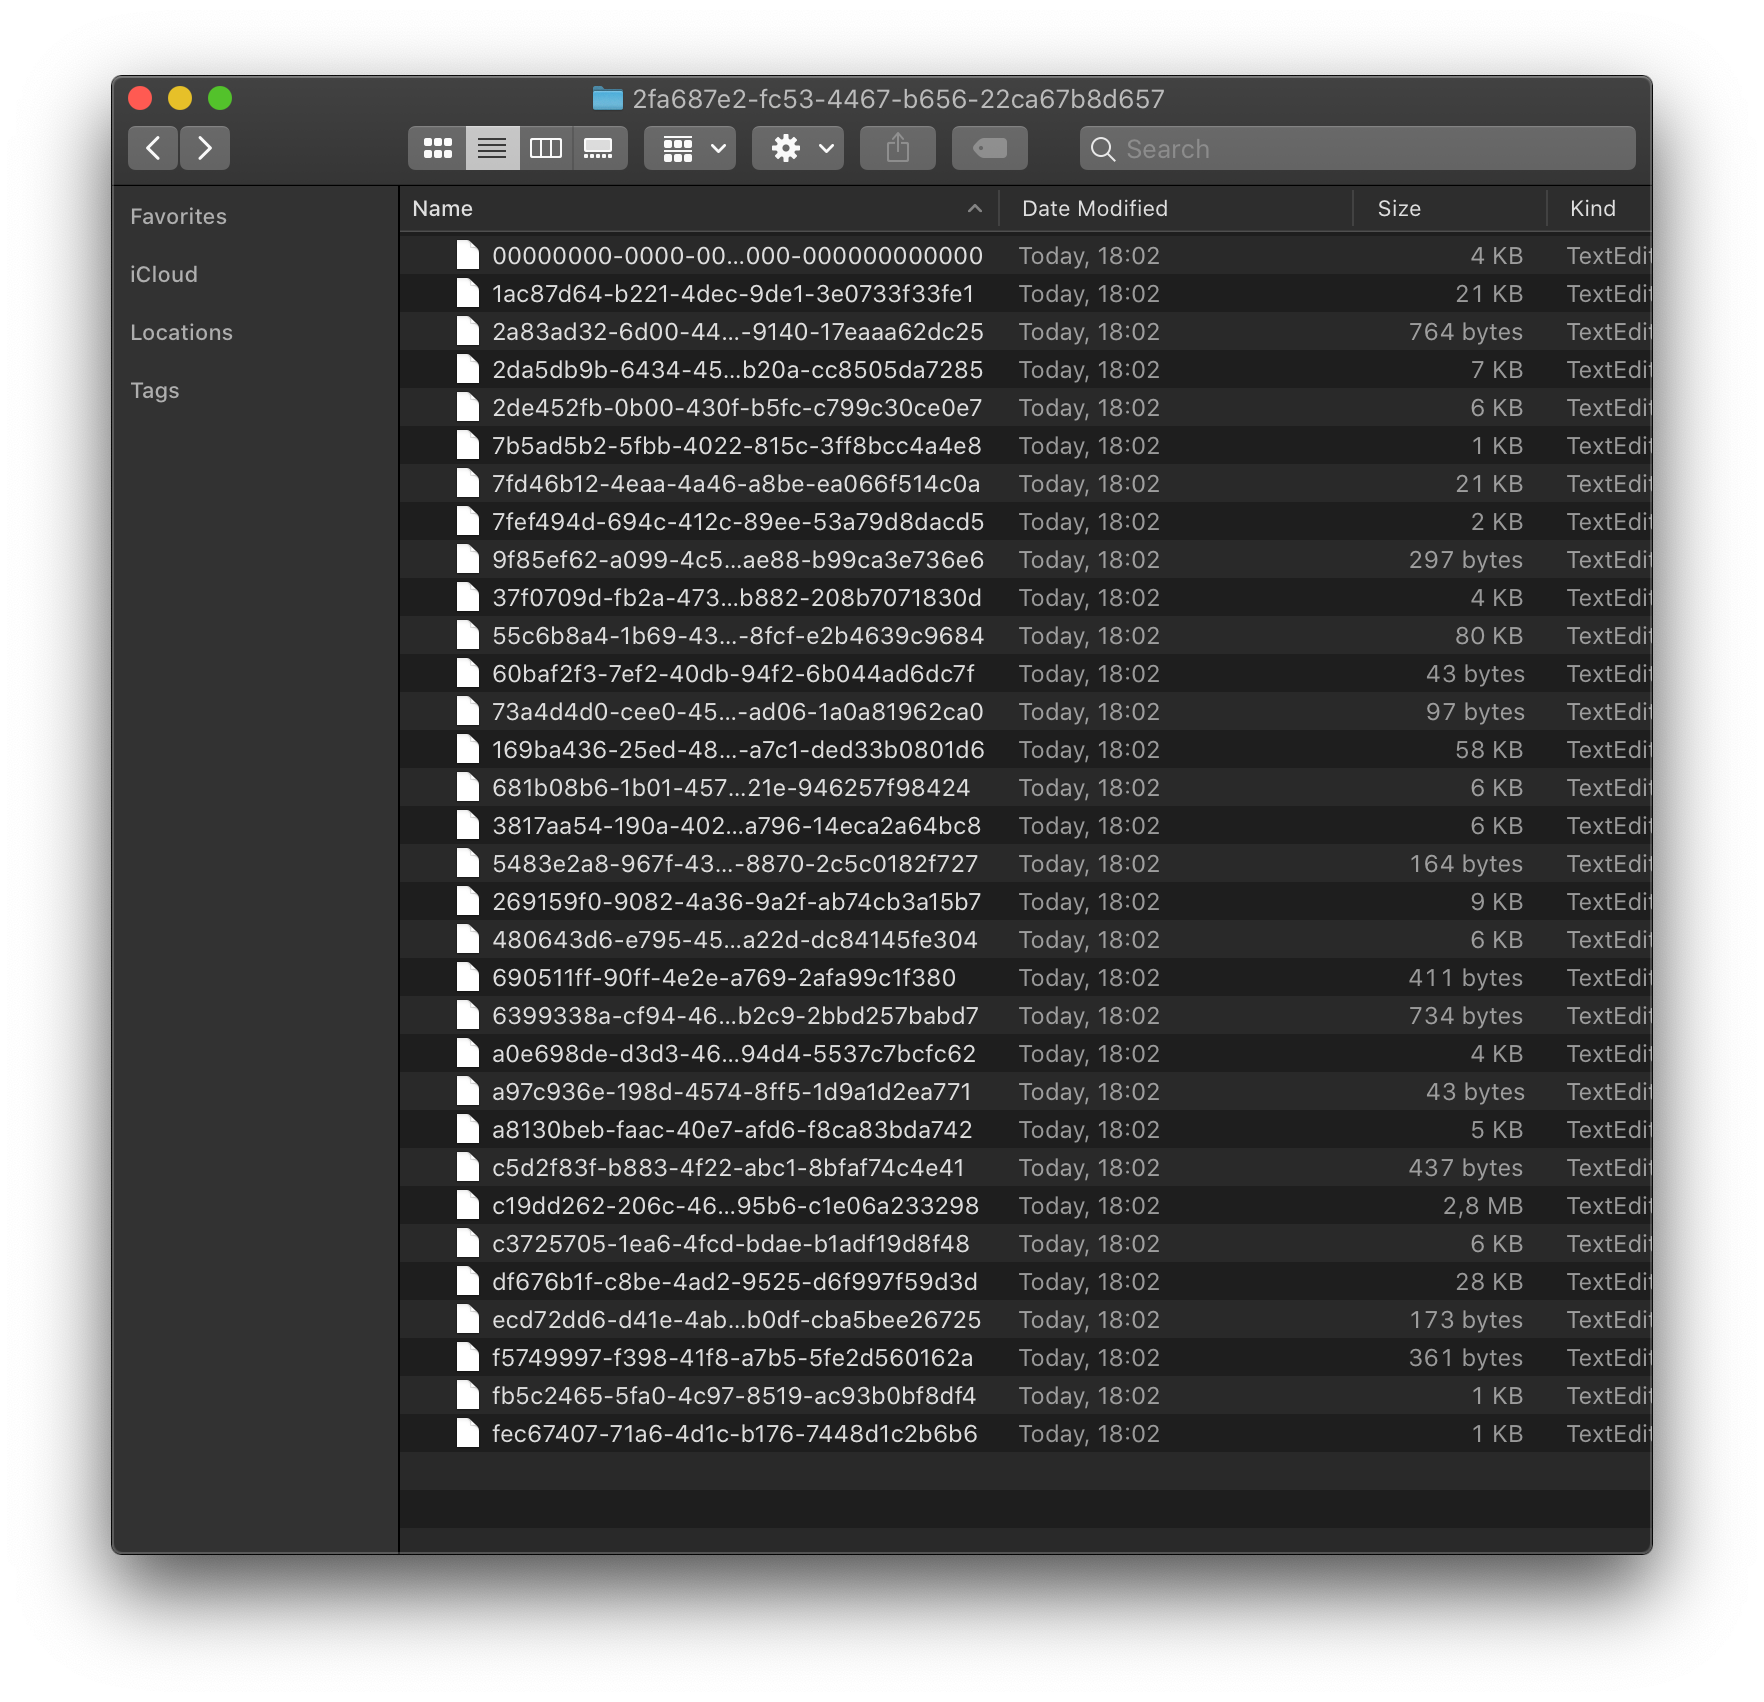 2fa687e2-fc53-4467-b656-22ca67b8d657
Search
Favorites
iCloud
Locations
Tags
Name Date Modified Size Kind
00000000-0000-00...000-000000000000 Today, 18:02 4 KB TextEdit
1ac87d64-b221-4dec-9de1-3e0733f33fe1 Today, 18:02 21 KB TextEdit
2a83ad32-6d00-44...-9140-17eaaa62dc25 Today, 18:02 764 bytes TextEdit
2da5db9b-6434-45...b20a-cc8505da7285 Today, 18:02 7 KB TextEdit
2de452fb-0b00-430f-b5fc-c799c30ce0e7 Today, 18:02 6 KB TextEdit
7b5ad5b2-5fbb-4022-815c-3ff8bcc4a4e8 Today, 18:02 1 KB TextEdit
7fd46b12-4eaa-4a46-a8be-ea066f514c0a Today, 18:02 21 KB TextEdit
7fef494d-694c-412c-89ee-53a79d8dacd5 Today, 18:02 2 KB TextEdit
9f85ef62-a099-4c5...ae88-b99ca3e736e6 Today, 18:02 297 bytes TextEdit
37f0709d-fb2a-473...b882-208b7071830d Today, 18:02 4 KB TextEdit
55c6b8a4-1b69-43...-8fcf-e2b4639c9684 Today, 18:02 80 KB TextEdit
60baf2f3-7ef2-40db-94f2-6b044ad6dc7f Today, 18:02 43 bytes TextEdit
73a4d4d0-cee0-45...-ad06-1a0a81962ca0 Today, 18:02 97 bytes TextEdit
169ba436-25ed-48...-a7c1-ded33b0801d6 Today, 18:02 58 KB TextEdit
681b08b6-1b01-457...21e-946257f98424 Today, 18:02 6 KB TextEdit
3817aa54-190a-402...a796-14eca2a64bc8 Today, 18:02 6 KB TextEdit
5483e2a8-967f-43...-8870-2c5c0182f727 Today, 18:02 164 bytes TextEdit
269159f0-9082-4a36-9a2f-ab74cb3a15b7 Today, 18:02 9 KB TextEdit
480643d6-e795-45...a22d-dc84145fe304 Today, 18:02 6 KB TextEdit
690511ff-90ff-4e2e-a769-2afa99c1f380 Today, 18:02 411 bytes TextEdit
6399338a-cf94-46...b2c9-2bbd257babd7 Today, 18:02 734 bytes TextEdit
a0e698de-d3d3-46...94d4-5537c7bcfc62 Today, 18:02 4 KB TextEdit
a97c936e-198d-4574-8ff5-1d9a1d2ea771 Today, 18:02 43 bytes TextEdit
a8130beb-faac-40e7-afd6-f8ca83bda742 Today, 18:02 5 KB TextEdit
c5d2f83f-b883-4f22-abc1-8bfaf74c4e41 Today, 18:02 437 bytes TextEdit
c19dd262-206c-46...95b6-c1e06a233298 Today, 18:02 2,8 MB TextEdit
c3725705-1ea6-4fcd-bdae-b1adf19d8f48 Today, 18:02 6 KB TextEdit
df676b1f-c8be-4ad2-9525-d6f997f59d3d Today, 18:02 28 KB TextEdit
ecd72dd6-d41e-4ab...b0df-cba5bee26725 Today, 18:02 173 bytes TextEdit
f5749997-f398-41f8-a7b5-5fe2d560162a Today, 18:02 361 bytes TextEdit
fb5c2465-5fa0-4c97-8519-ac93b0bf8df4 Today, 18:02 1 KB TextEdit
fec67407-71a6-4d1c-b176-7448d1c2b6b6 Today, 18:02 1 KB TextEdit